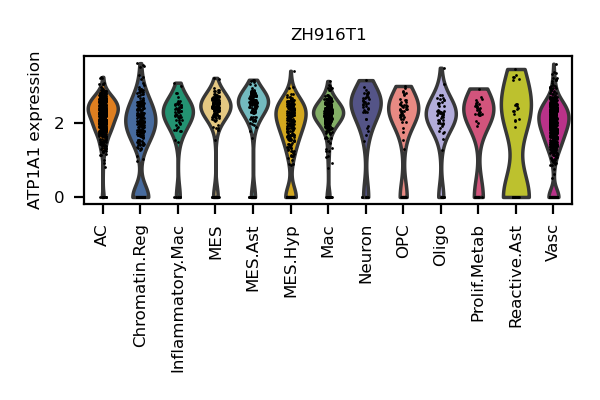 ZH916T1
ATP1A1 expression
2
0
AC
Chromatin.Reg
Inflammatory.Mac
MES
MES.Ast
MES.Hyp
Mac
Neuron
OPC
Oligo
Prolif.Metab
Reactive.Ast
Vasc